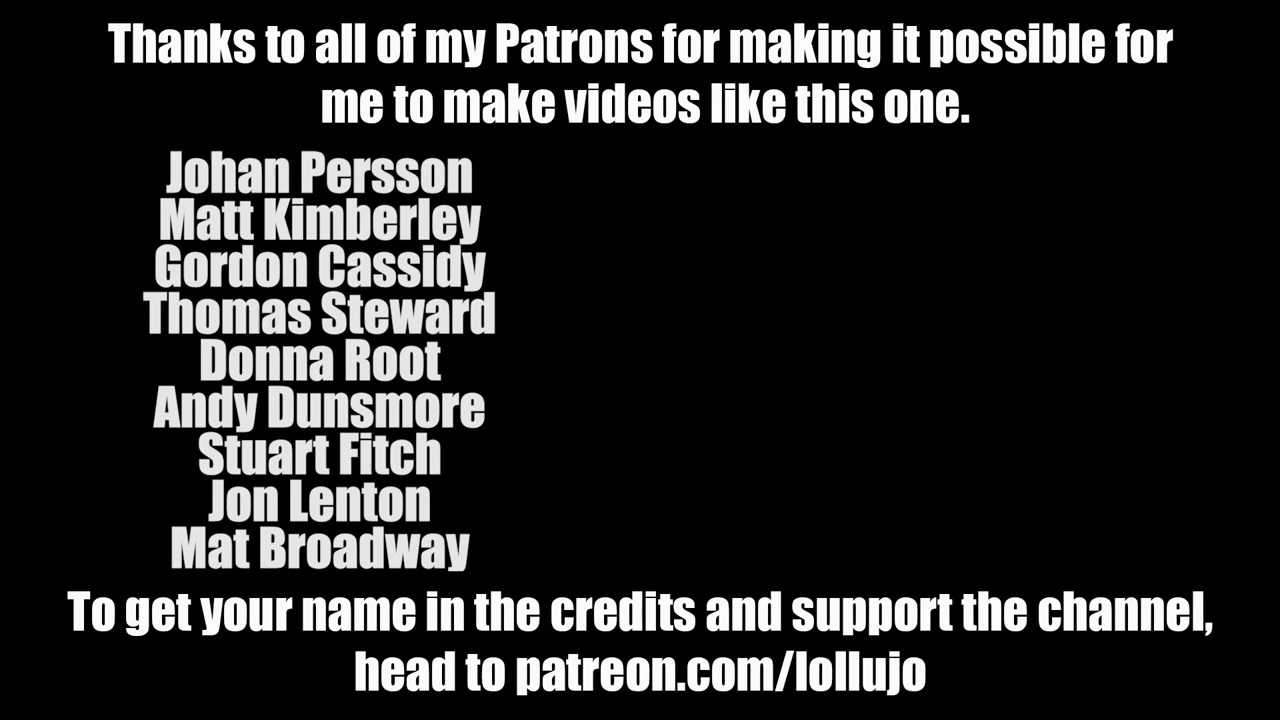 Thanks to all of my Patrons for making it possible for
me to make videos like this one.
Johan Persson
Matt Kimberley
Gordon Cassidy
Thomas Steward
Donna Root
Andy Dunsmore
Stuart Fitch
Jon Lenton
Mat Broadway
To get your name in the credits and support the channel,
head to patreon.com/lollujo